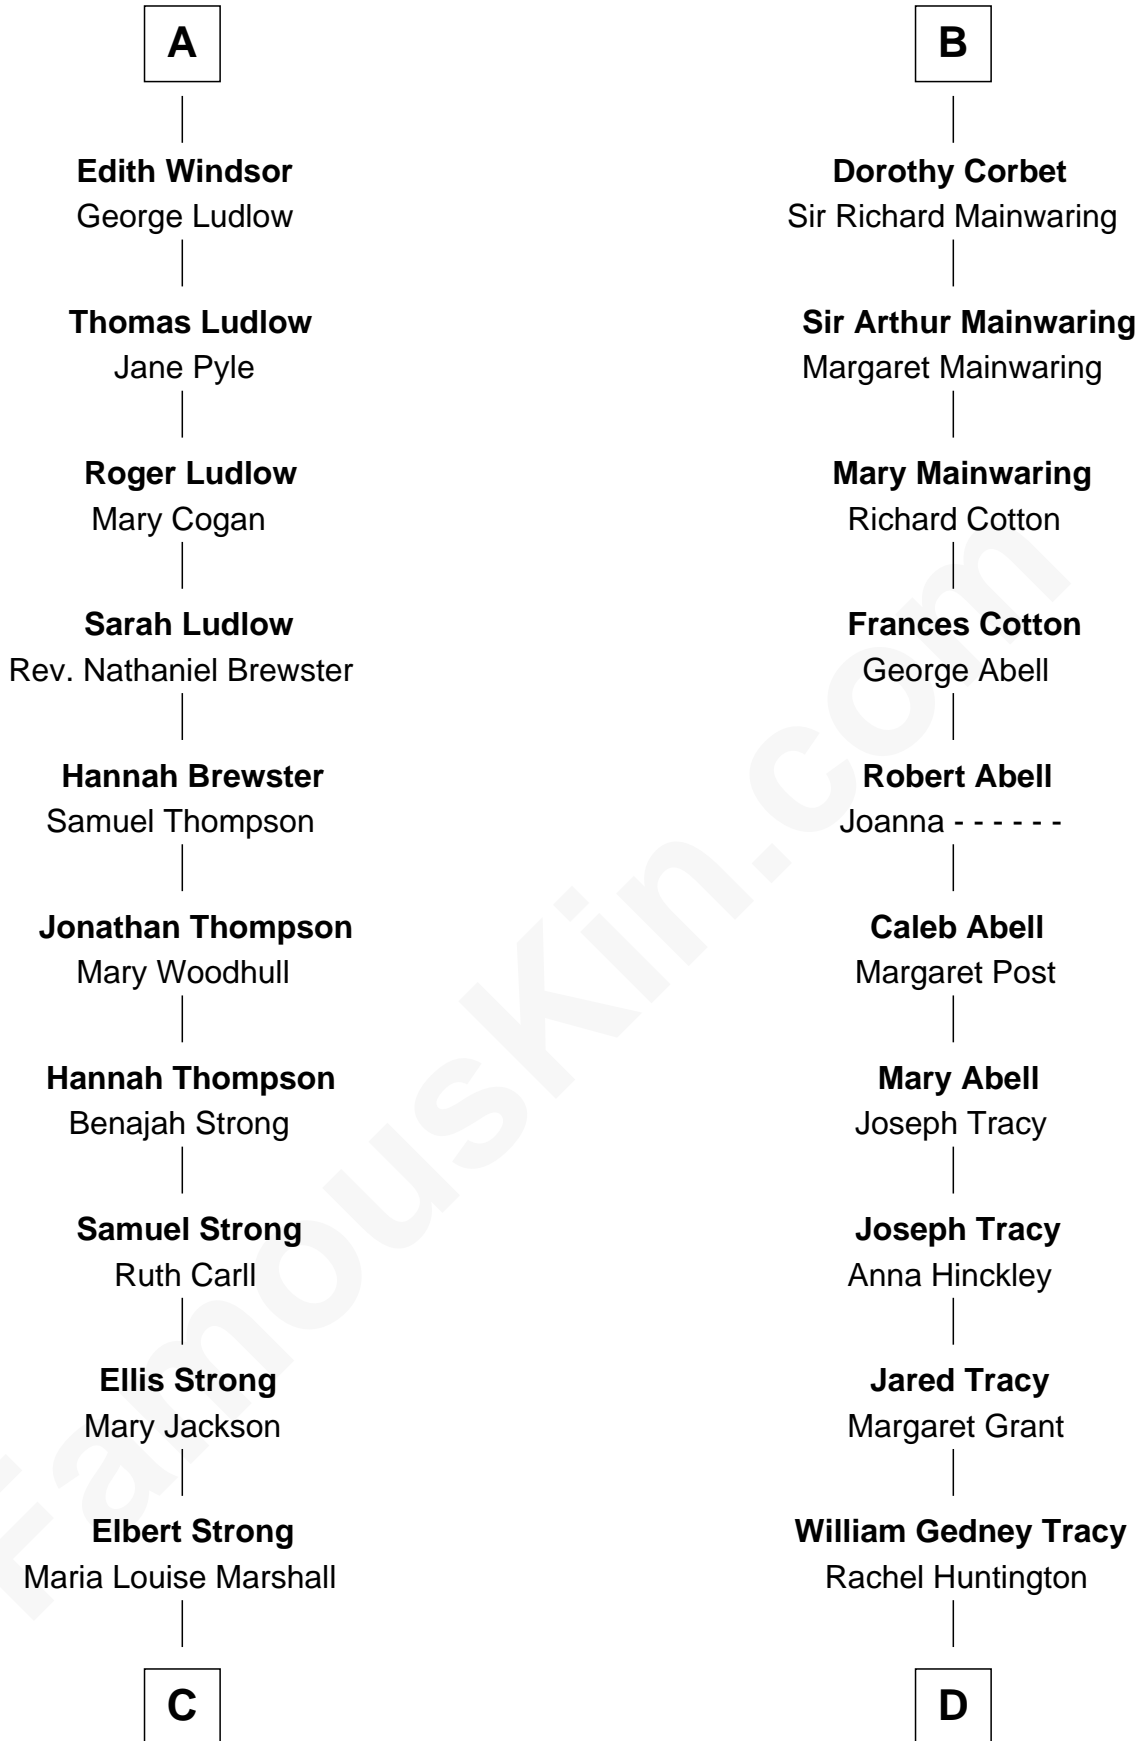 A
Edith Windsor
George Ludlow
Thomas Ludlow
Jane Pyle
Roger Ludlow
Mary Cogan
Sarah Ludlow
Rev. Nathaniel Brewster
Hannah Brewster
Samuel Thompson
Jonathan Thompson
Mary Woodhull
Hannah Thompson
Benajah Strong
Samuel Strong
Ruth Carll
Ellis Strong
Mary Jackson
Elbert Strong
Maria Louise Marshall
C
B
Dorothy Corbet
Sir Richard Mainwaring
Sir Arthur Mainwaring
Margaret Mainwaring
Mary Mainwaring
Richard Cotton
Frances Cotton
George Abell
Robert Abell
Joanna - - - - - -
Caleb Abell
Margaret Post
Mary Abell
Joseph Tracy
Joseph Tracy
Anna Hinckley
Jared Tracy
Margaret Grant
William Gedney Tracy
Rachel Huntington
D
FamousKin.com